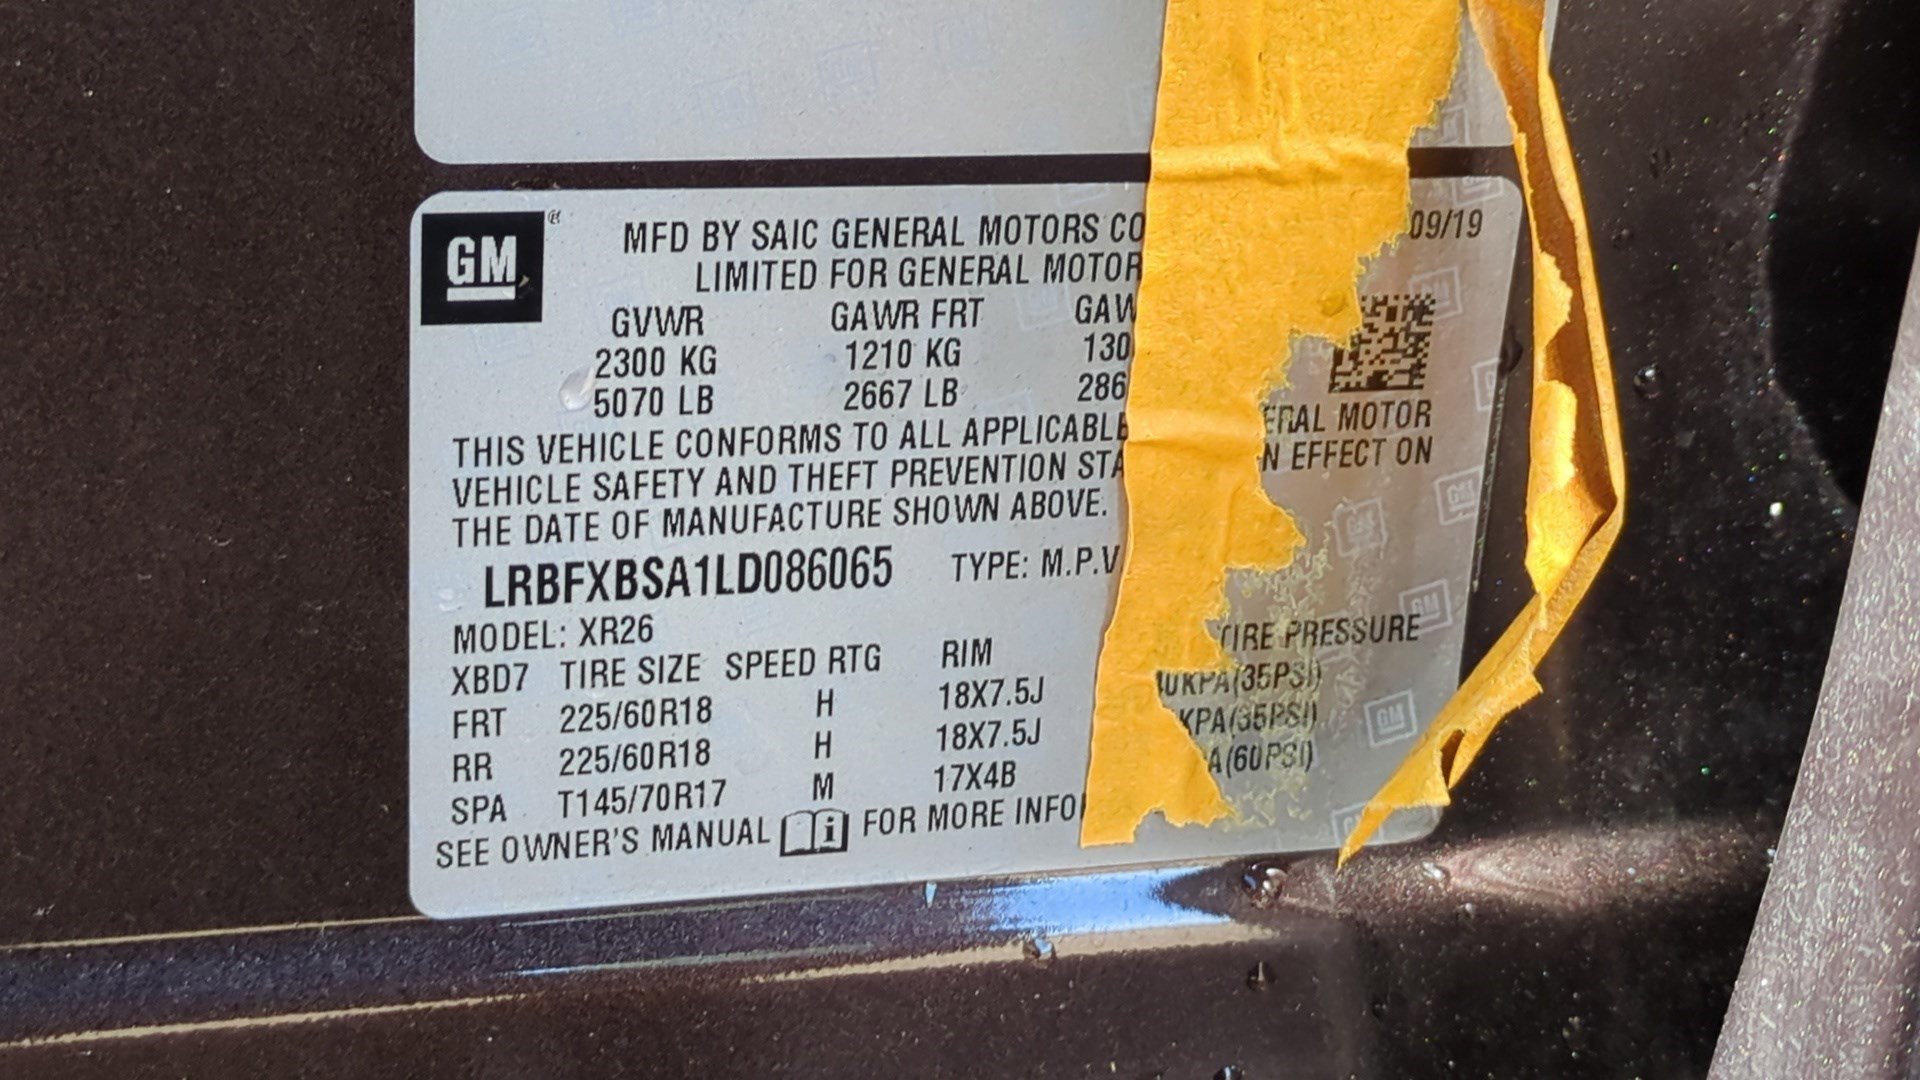 GM ®
MFD BY SAIC GENERAL MOTORS CO 09/19
LIMITED FOR GENERAL MOTOR
GVWR GAWR FRT GAW
2300 KG 1210 KG 130
5070 LB 2667 LB 286
THIS VEHICLE CONFORMS TO ALL APPLICABLE ERAL MOTOR
VEHICLE SAFETY AND THEFT PREVENTION STA N EFFECT ON
THE DATE OF MANUFACTURE SHOWN ABOVE.
LRBFXBSA1LD086065 TYPE: M.P.V
MODEL: XR26
XBD7 TIRE SIZE SPEED RTG RIM TIRE PRESSURE
FRT 225/60R18 H 18X7.5J KPA(35PSI)
RR 225/60R18 H 18X7.5J KPA(35PSI)
SPA T145/70R17 M 17X4B A(60PSI)
SEE OWNER'S MANUAL i FOR MORE INFO